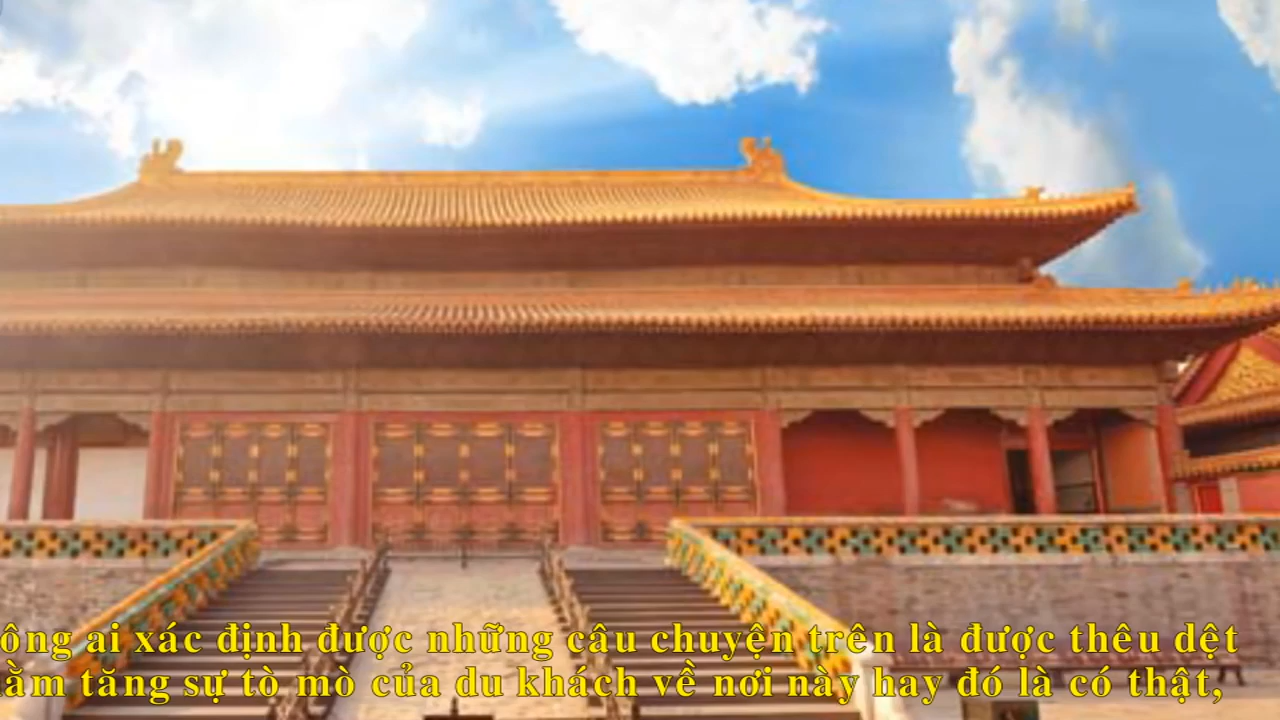 ông ai xác định được những câu chuyện trên là được thêu dệt
ằm tăng sự tò mò của du khách về nơi này hay đó là có thật,